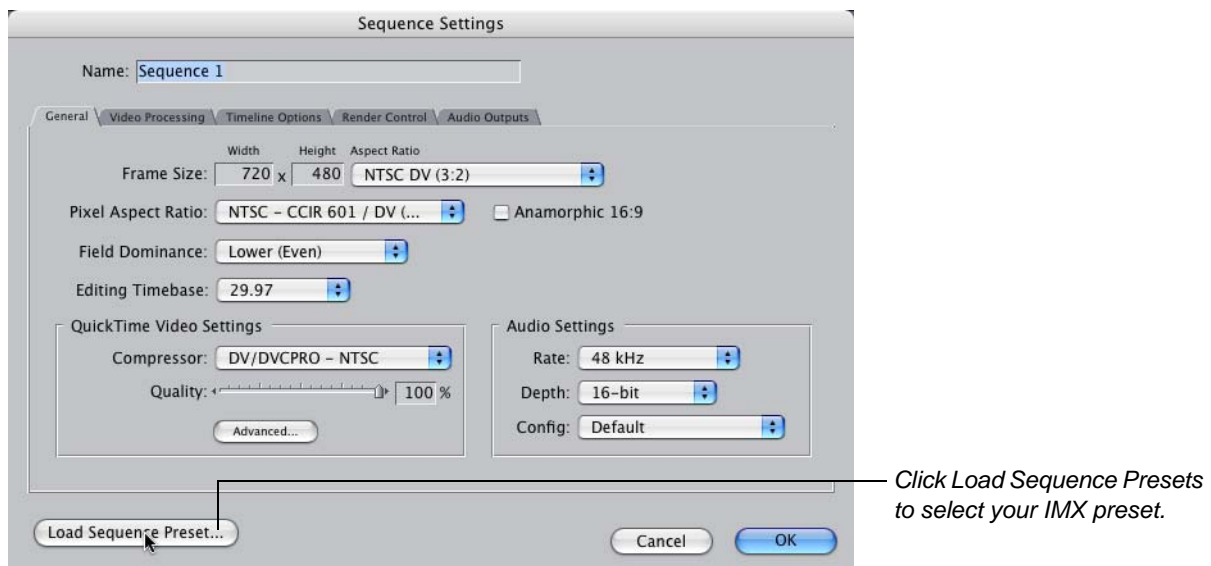 Sequence Settings
Name: Sequence 1
General Video Processing Timeline Options Render Control Audio Outputs
Width Height Aspect Ratio
Frame Size: 720 x 480 NTSC DV (3:2)
Pixel Aspect Ratio: NTSC – CCIR 601 / DV (... Anamorphic 16:9
Field Dominance: Lower (Even)
Editing Timebase: 29.97
QuickTime Video Settings
Compressor: DV/DVCPRO – NTSC
Quality: 100 %
Advanced...
Audio Settings
Rate: 48 kHz
Depth: 16-bit
Config: Default
Click Load Sequence Presets
to select your IMX preset.
Load Sequence Preset...
Cancel OK